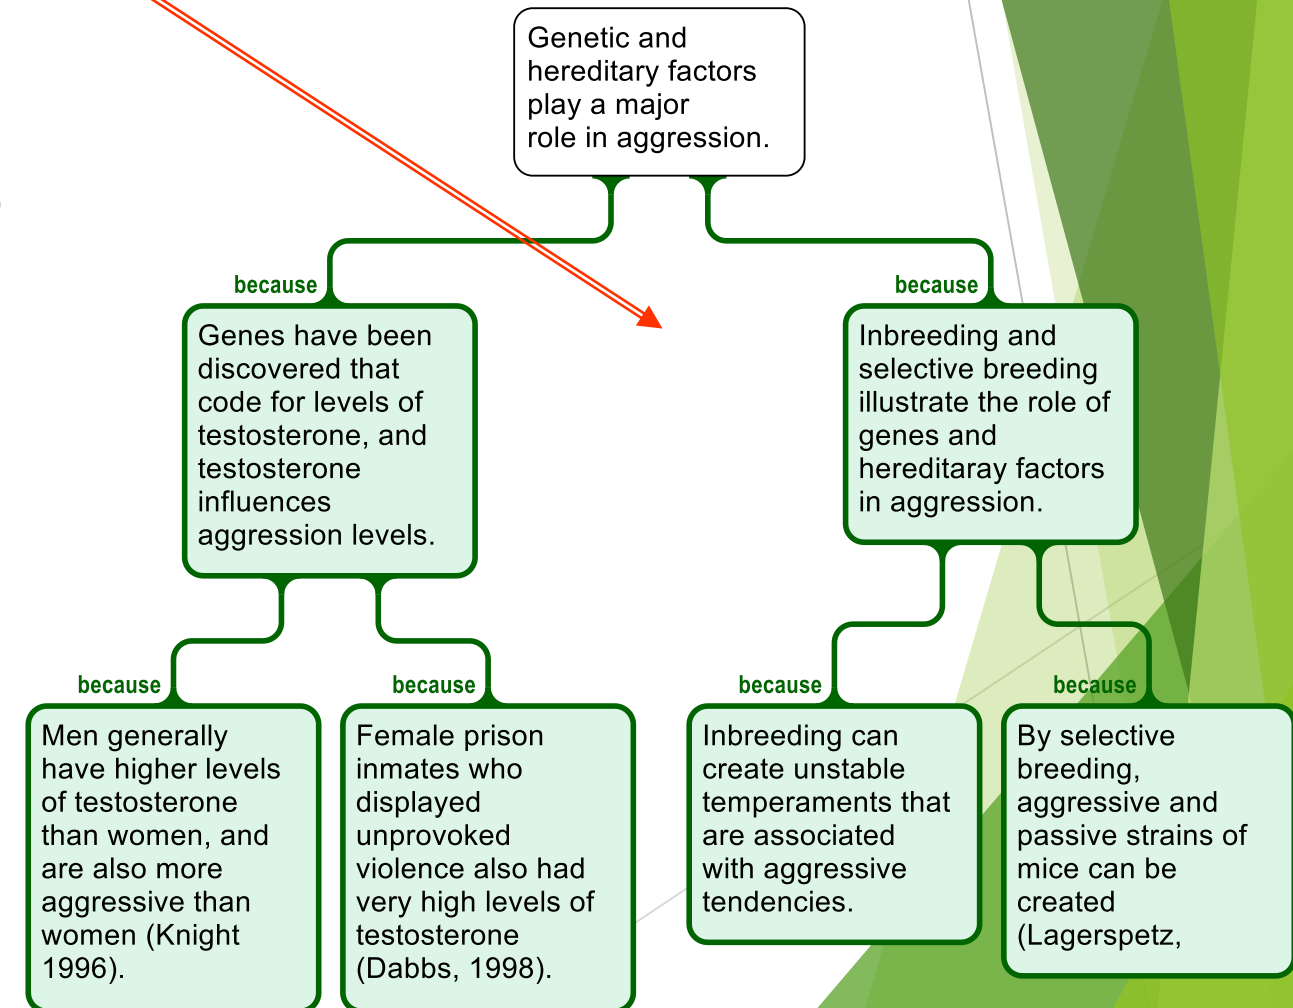 Genetic and
hereditary factors
play a major
role in aggression.
because
Genes have been
discovered that
code for levels of
testosterone, and
testosterone
influences
aggression levels.
because
Inbreeding and
selective breeding
illustrate the role of
genes and
hereditaray factors
in aggression.
because
Men generally
have higher levels
of testosterone
than women, and
are also more
aggressive than
women (Knight
1996).
because
Female prison
inmates who
displayed
unprovoked
violence also had
very high levels of
testosterone
(Dabbs, 1998).
because
Inbreeding can
create unstable
temperaments that
are associated
with aggressive
tendencies.
because
By selective
breeding,
aggressive and
passive strains of
mice can be
created
(Lagerspetz,